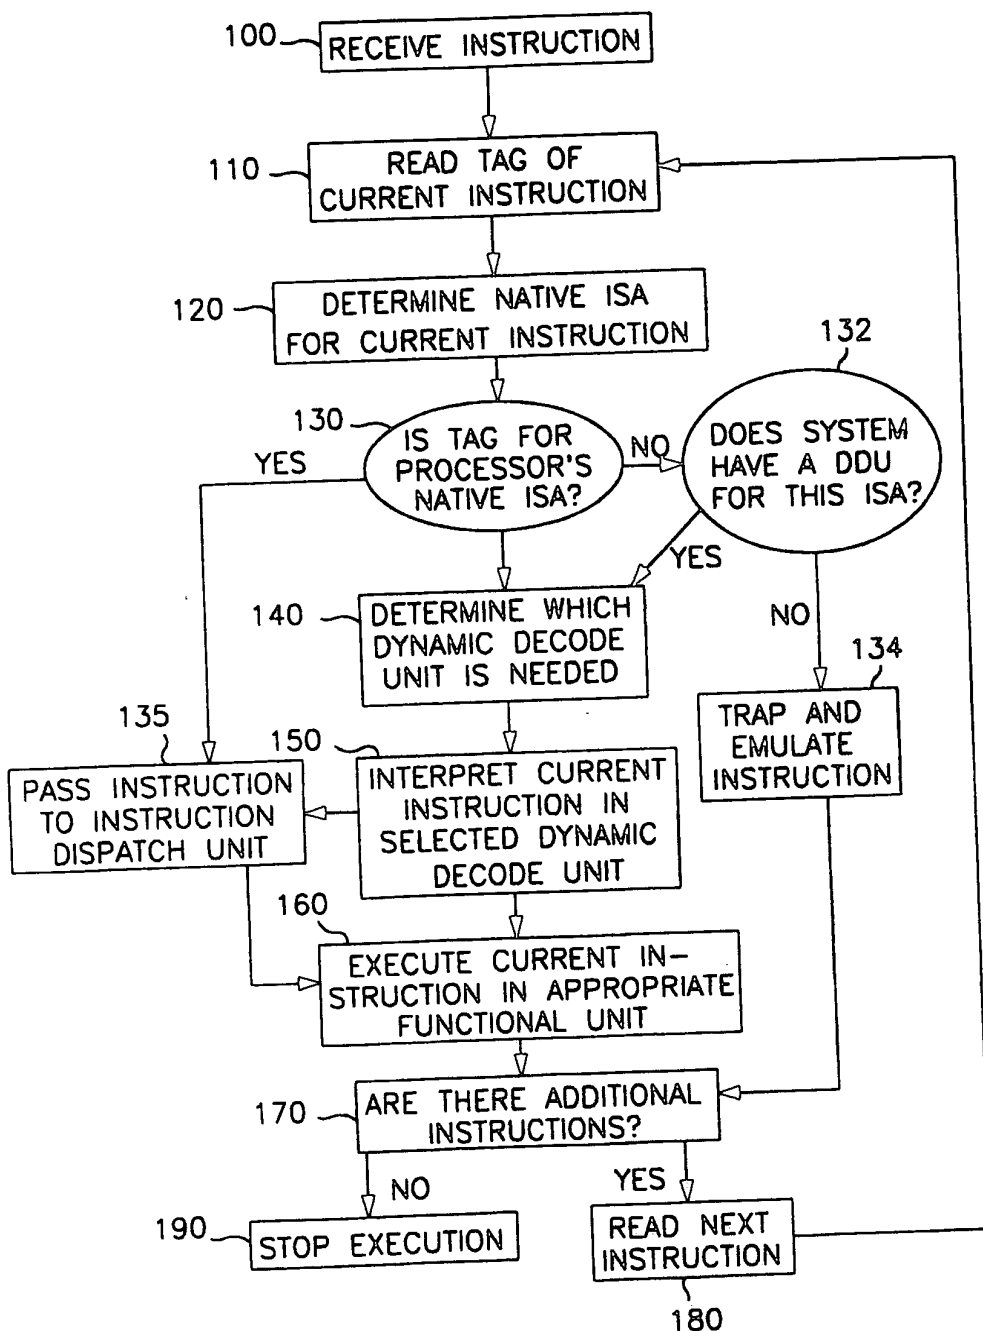 100
RECEIVE INSTRUCTION
110
READ TAG OF
CURRENT INSTRUCTION
120
DETERMINE NATIVE ISA
FOR CURRENT INSTRUCTION
130
IS TAG FOR
PROCESSOR'S
NATIVE ISA?
YES
NO
132
DOES SYSTEM
HAVE A DDU
FOR THIS ISA?
YES
NO
140
DETERMINE WHICH
DYNAMIC DECODE
UNIT IS NEEDED
134
TRAP AND
EMULATE
INSTRUCTION
135
PASS INSTRUCTION
TO INSTRUCTION
DISPATCH UNIT
150
INTERPRET CURRENT
INSTRUCTION IN
SELECTED DYNAMIC
DECODE UNIT
160
EXECUTE CURRENT IN-
STRUCTION IN APPROPRIATE
FUNCTIONAL UNIT
170
ARE THERE ADDITIONAL
INSTRUCTIONS?
NO
YES
190
STOP EXECUTION
READ NEXT
INSTRUCTION
180